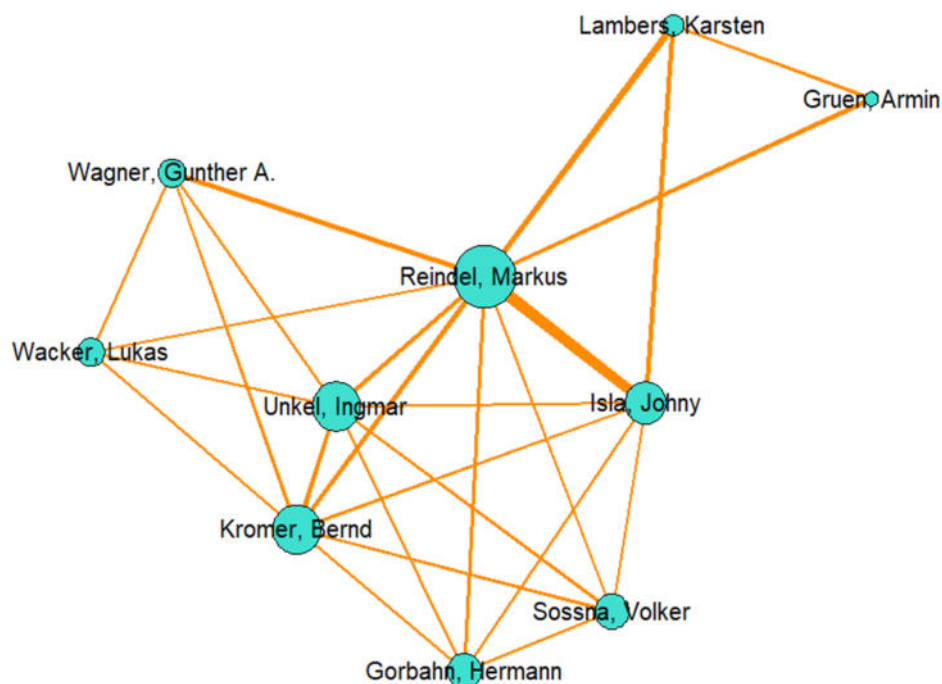 Lambers, Karsten
Gruen, Armin
Wagner, Gunther A.
Reindel, Markus
Wacker, Lukas
Unkel, Ingmar
Isla, Johny
Kromer, Bernd
Sossna, Volker
Gorbahn, Hermann